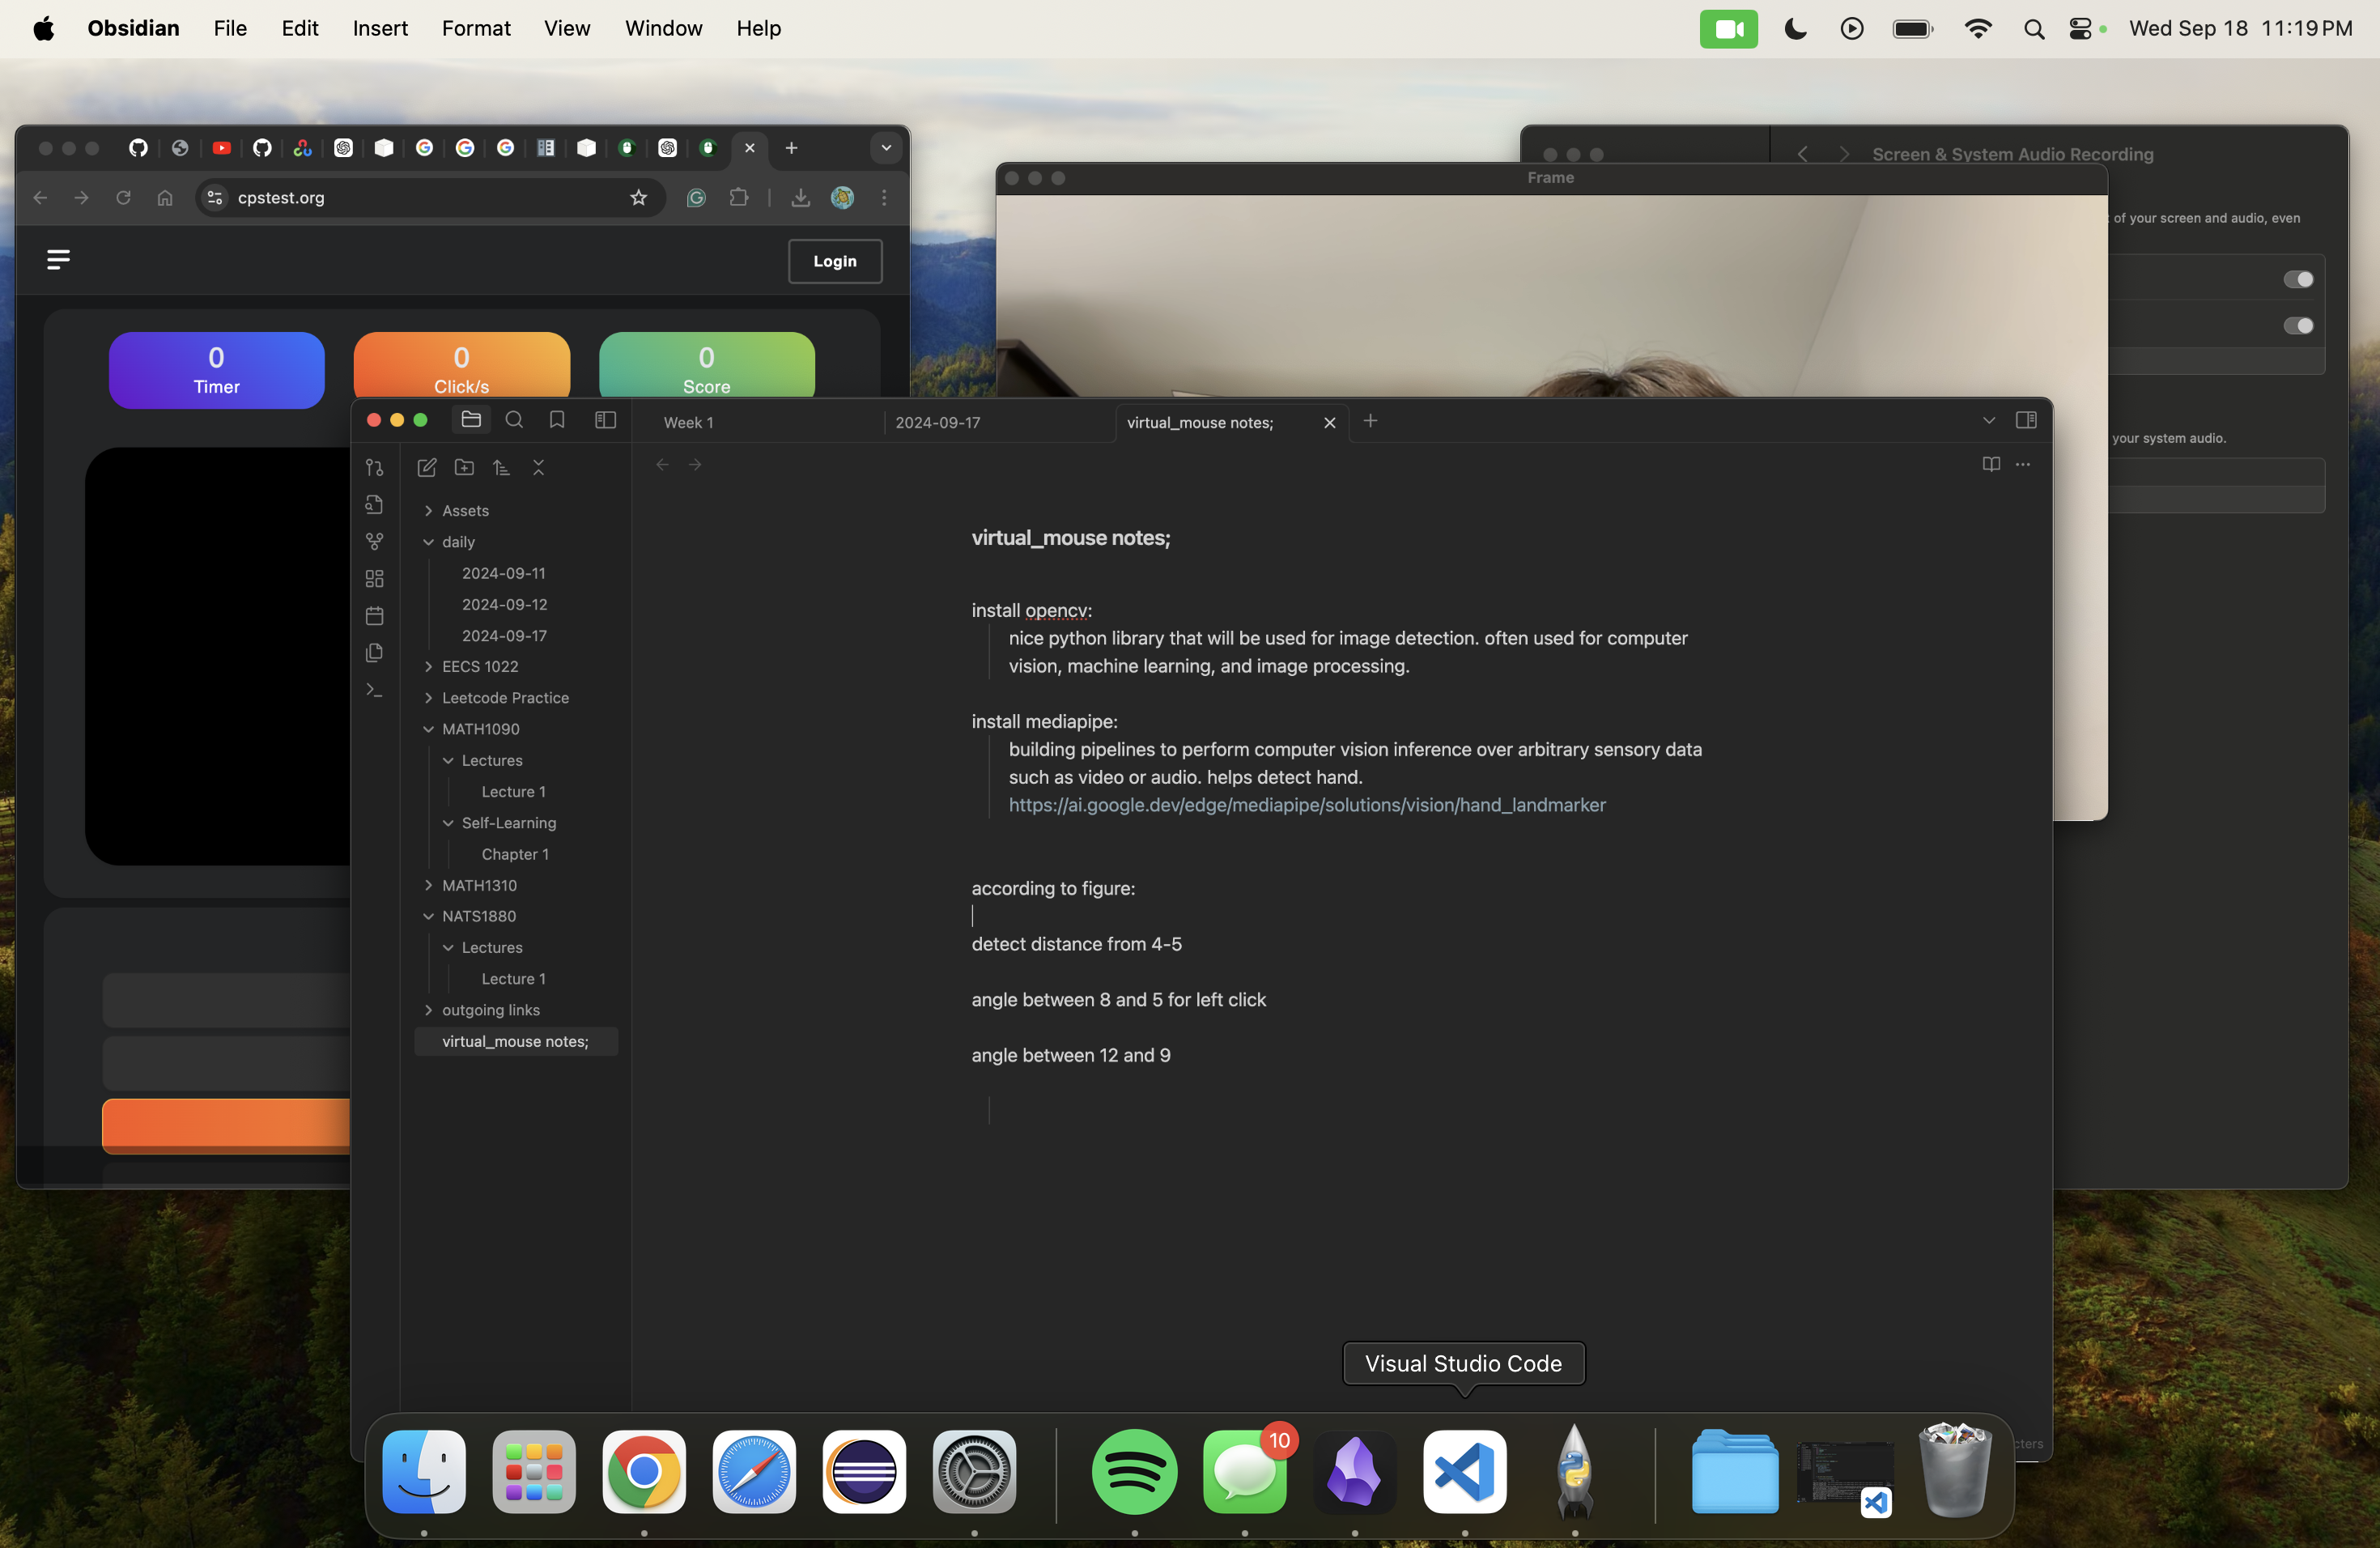 Obsidian File Edit Insert Format View Window Help Wed Sep 18 11:19 PM
cpstest.org
Login
0 0 0
Timer Click/s Score
Screen & System Audio Recording
of your screen and audio, even
your system audio.
Frame
Week 1 2024-09-17 virtual_mouse notes;
Assets
daily
2024-09-11
2024-09-12
2024-09-17
EECS 1022
Leetcode Practice
MATH1090
Lectures
Lecture 1
Self-Learning
Chapter 1
MATH1310
NATS1880
Lectures
Lecture 1
outgoing links
virtual_mouse notes;
virtual_mouse notes;
install opencv:
nice python library that will be used for image detection. often used for computer
vision, machine learning, and image processing.
install mediapipe:
building pipelines to perform computer vision inference over arbitrary sensory data
such as video or audio. helps detect hand.
https://ai.google.dev/edge/mediapipe/solutions/vision/hand_landmarker
according to figure:
detect distance from 4-5
angle between 8 and 5 for left click
angle between 12 and 9
Visual Studio Code
10